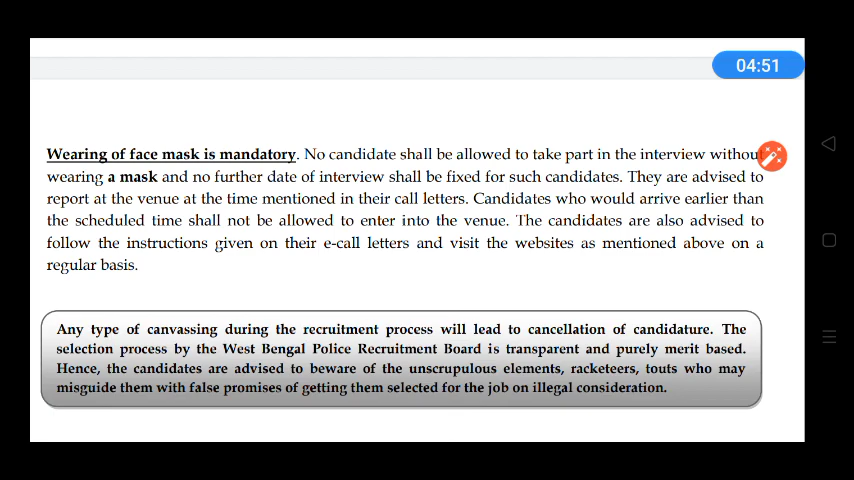 04:51
Wearing of face mask is mandatory. No candidate shall be allowed to take part in the interview without
wearing a mask and no further date of interview shall be fixed for such candidates. They are advised to
report at the venue at the time mentioned in their call letters. Candidates who would arrive earlier than
the scheduled time shall not be allowed to enter into the venue. The candidates are also advised to
follow the instructions given on their e-call letters and visit the websites as mentioned above on a
regular basis.
Any type of canvassing during the recruitment process will lead to cancellation of candidature. The
selection process by the West Bengal Police Recruitment Board is transparent and purely merit based.
Hence, the candidates are advised to beware of the unscrupulous elements, racketeers, touts who may
misguide them with false promises of getting them selected for the job on illegal consideration.